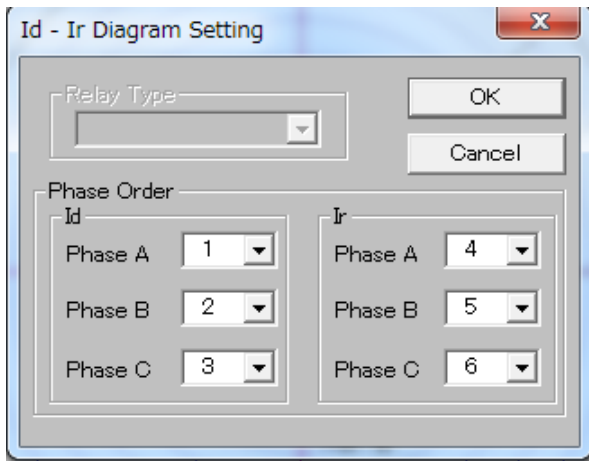 Id - Ir Diagram Setting
Relay Type
OK
Cancel
Phase Order
Id
Phase A 1
Phase B 2
Phase C 3
Ir
Phase A 4
Phase B 5
Phase C 6